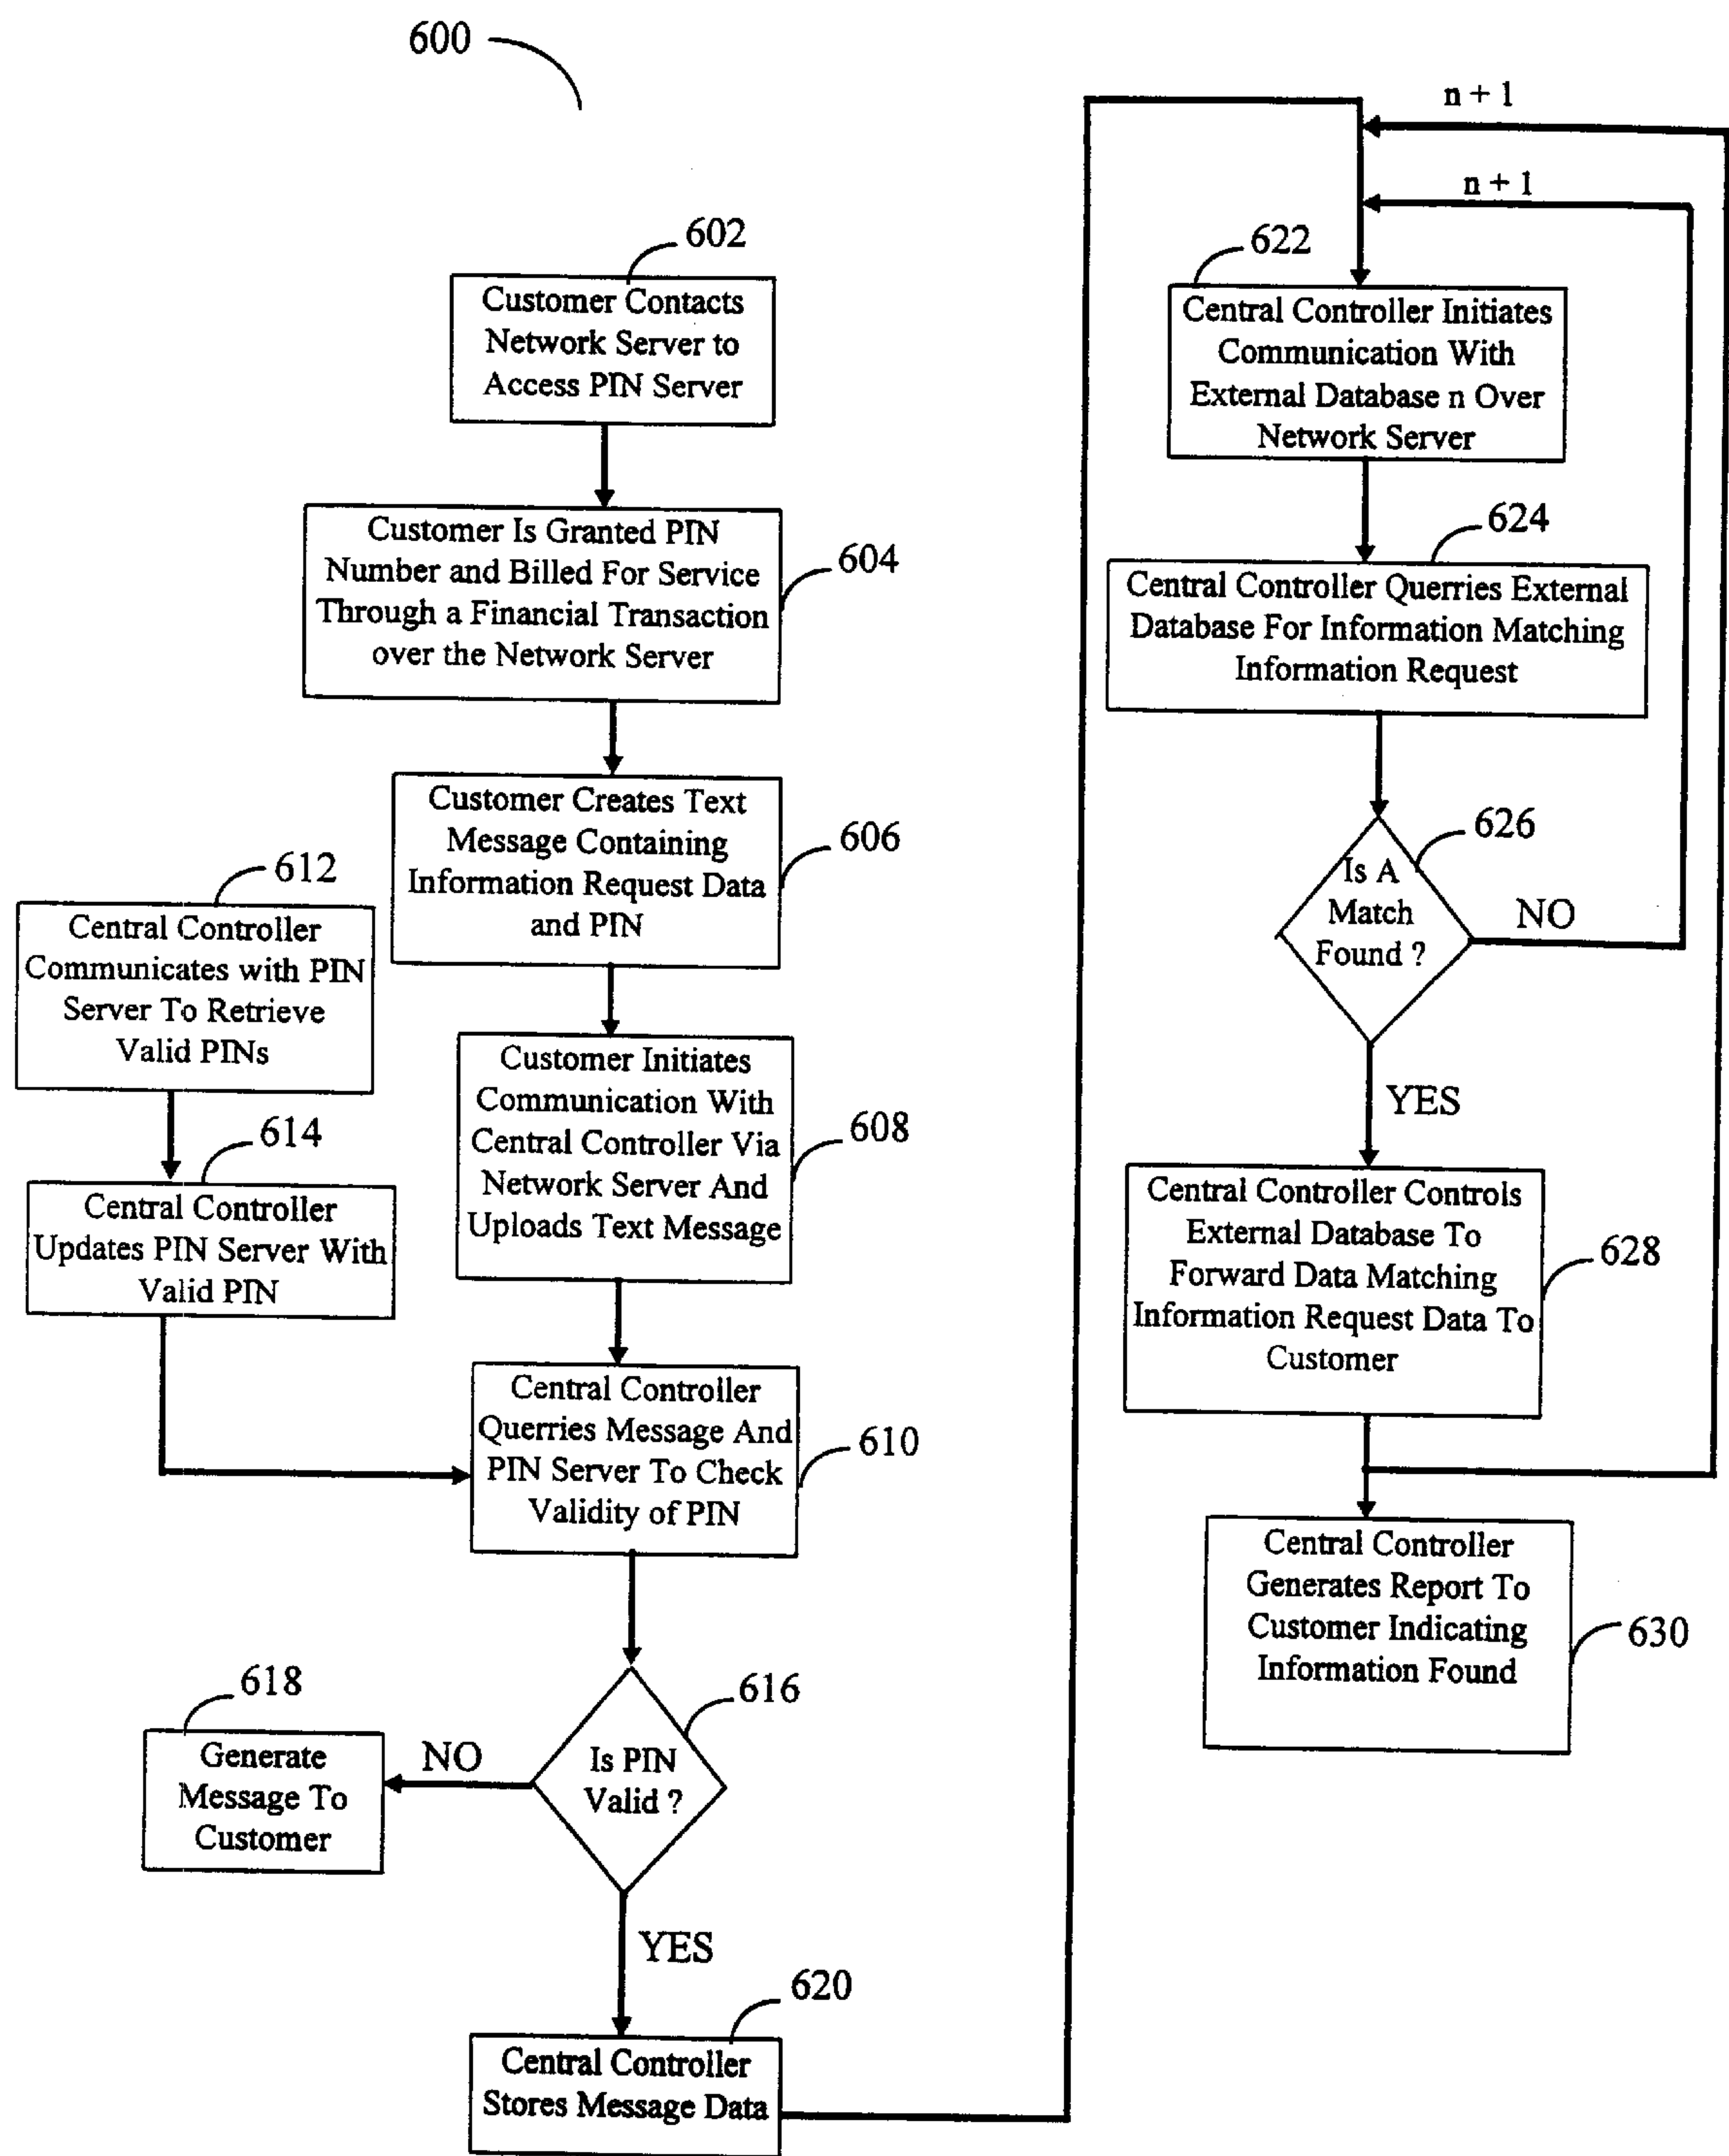 600
602
Customer Contacts
Network Server to
Access PIN Server
Customer Is Granted PIN
Number and Billed For Service
Through a Financial Transaction
over the Network Server
604
Customer Creates Text
Message Containing
Information Request Data
and PIN
606
612
Central Controller
Communicates with PIN
Server To Retrieve
Valid PINs
614
Central Controller
Updates PIN Server With
Valid PIN
Customer Initiates
Communication With
Central Controller Via
Network Server And
Uploads Text Message
608
Central Controller
Querries Message And
PIN Server To Check
Validity of PIN
610
616
Is PIN
Valid ?
NO
618
Generate
Message To
Customer
YES
620
Central Controller
Stores Message Data
n + 1
n + 1
622
Central Controller Initiates
Communication With
External Database n Over
Network Server
624
Central Controller Querries External
Database For Information Matching
Information Request
626
Is A
Match
Found ?
NO
YES
Central Controller Controls
External Database To
Forward Data Matching
Information Request Data To
Customer
628
Central Controller
Generates Report To
Customer Indicating
Information Found
630